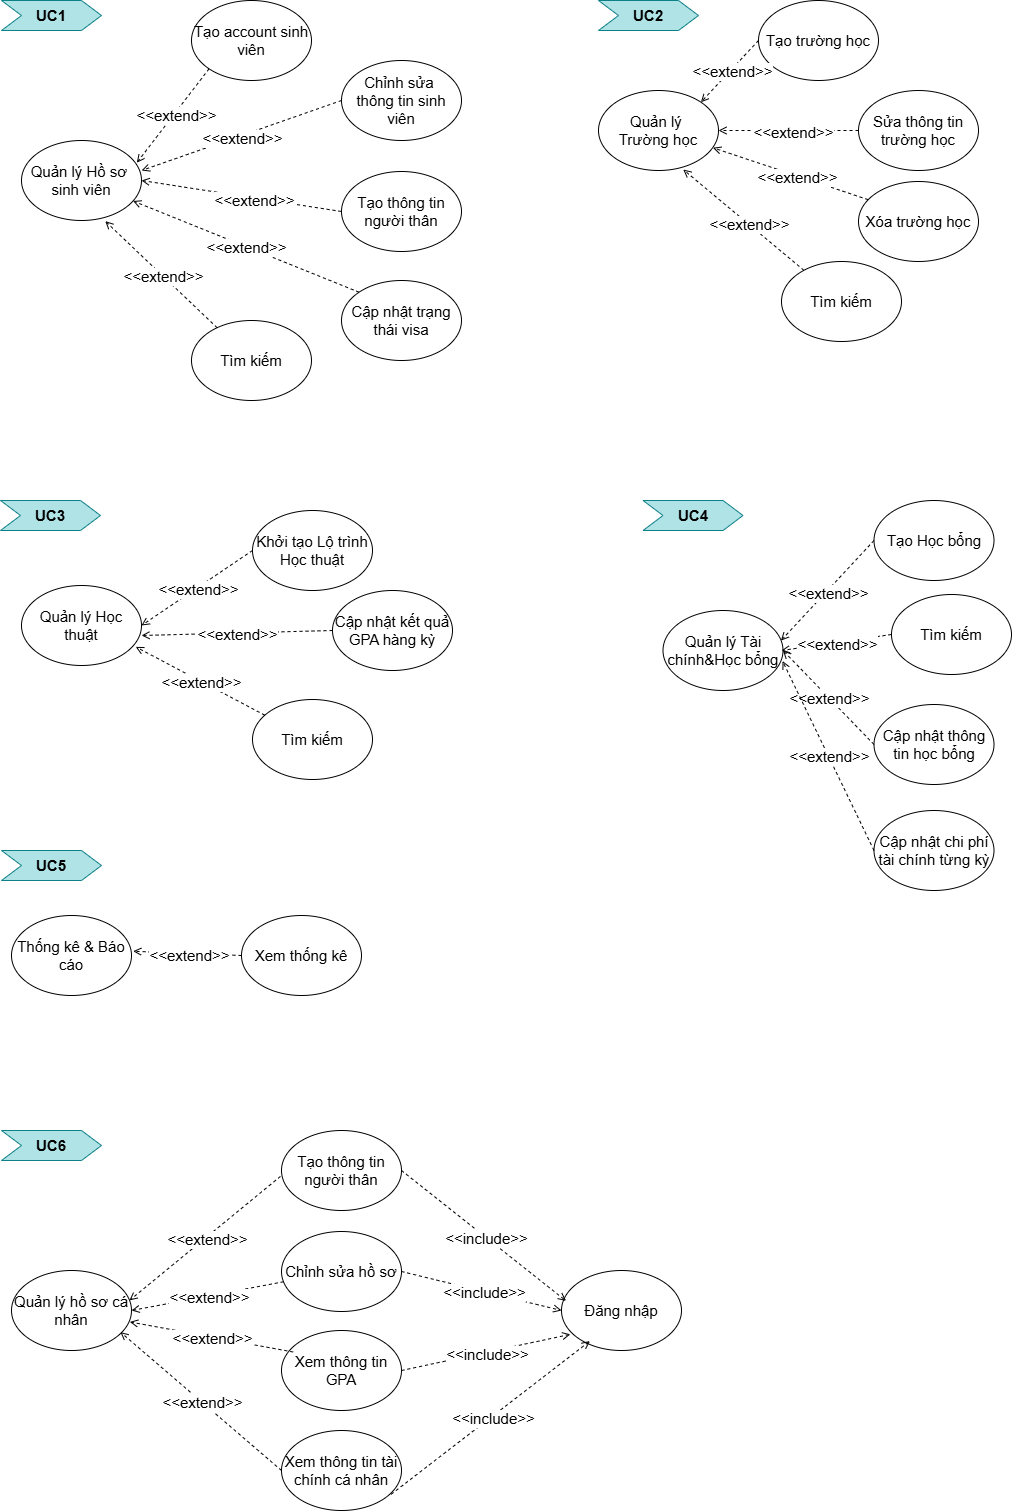 UC1
Tạo account sinh
viên
Chỉnh sửa
thông tin sinh
viên
<<extend>>
<<extend>>
Quản lý Hồ sơ
sinh viên
<<extend>>
Tạo thông tin
người thân
<<extend>>
<<extend>>
Cập nhật trạng
thái visa
Tìm kiếm
UC2
Tạo trường học
<<extend>>
Quản lý
Trường học
<<extend>>
Sửa thông tin
trường học
<<extend>>
Xóa trường học
<<extend>>
Tìm kiếm
UC3
Khởi tạo Lộ trình
Học thuật
<<extend>>
Quản lý Học
thuật
<<extend>>
Cập nhật kết quả
GPA hàng kỳ
<<extend>>
Tìm kiếm
UC4
Tạo Học bổng
<<extend>>
Quản lý Tài
chính&Học bổng
<<extend>>
Tìm kiếm
<<extend>>
Cập nhật thông
tin học bổng
<<extend>>
Cập nhật chi phí
tài chính từng kỳ
UC5
Thống kê & Báo
cáo
<<extend>>
Xem thống kê
UC6
Tạo thông tin
người thân
<<extend>>
<<include>>
Chỉnh sửa hồ sơ
<<extend>>
<<include>>
Quản lý hồ sơ cá
nhân
Đăng nhập
<<extend>>
Xem thông tin
GPA
<<include>>
<<extend>>
<<include>>
Xem thông tin tài
chính cá nhân